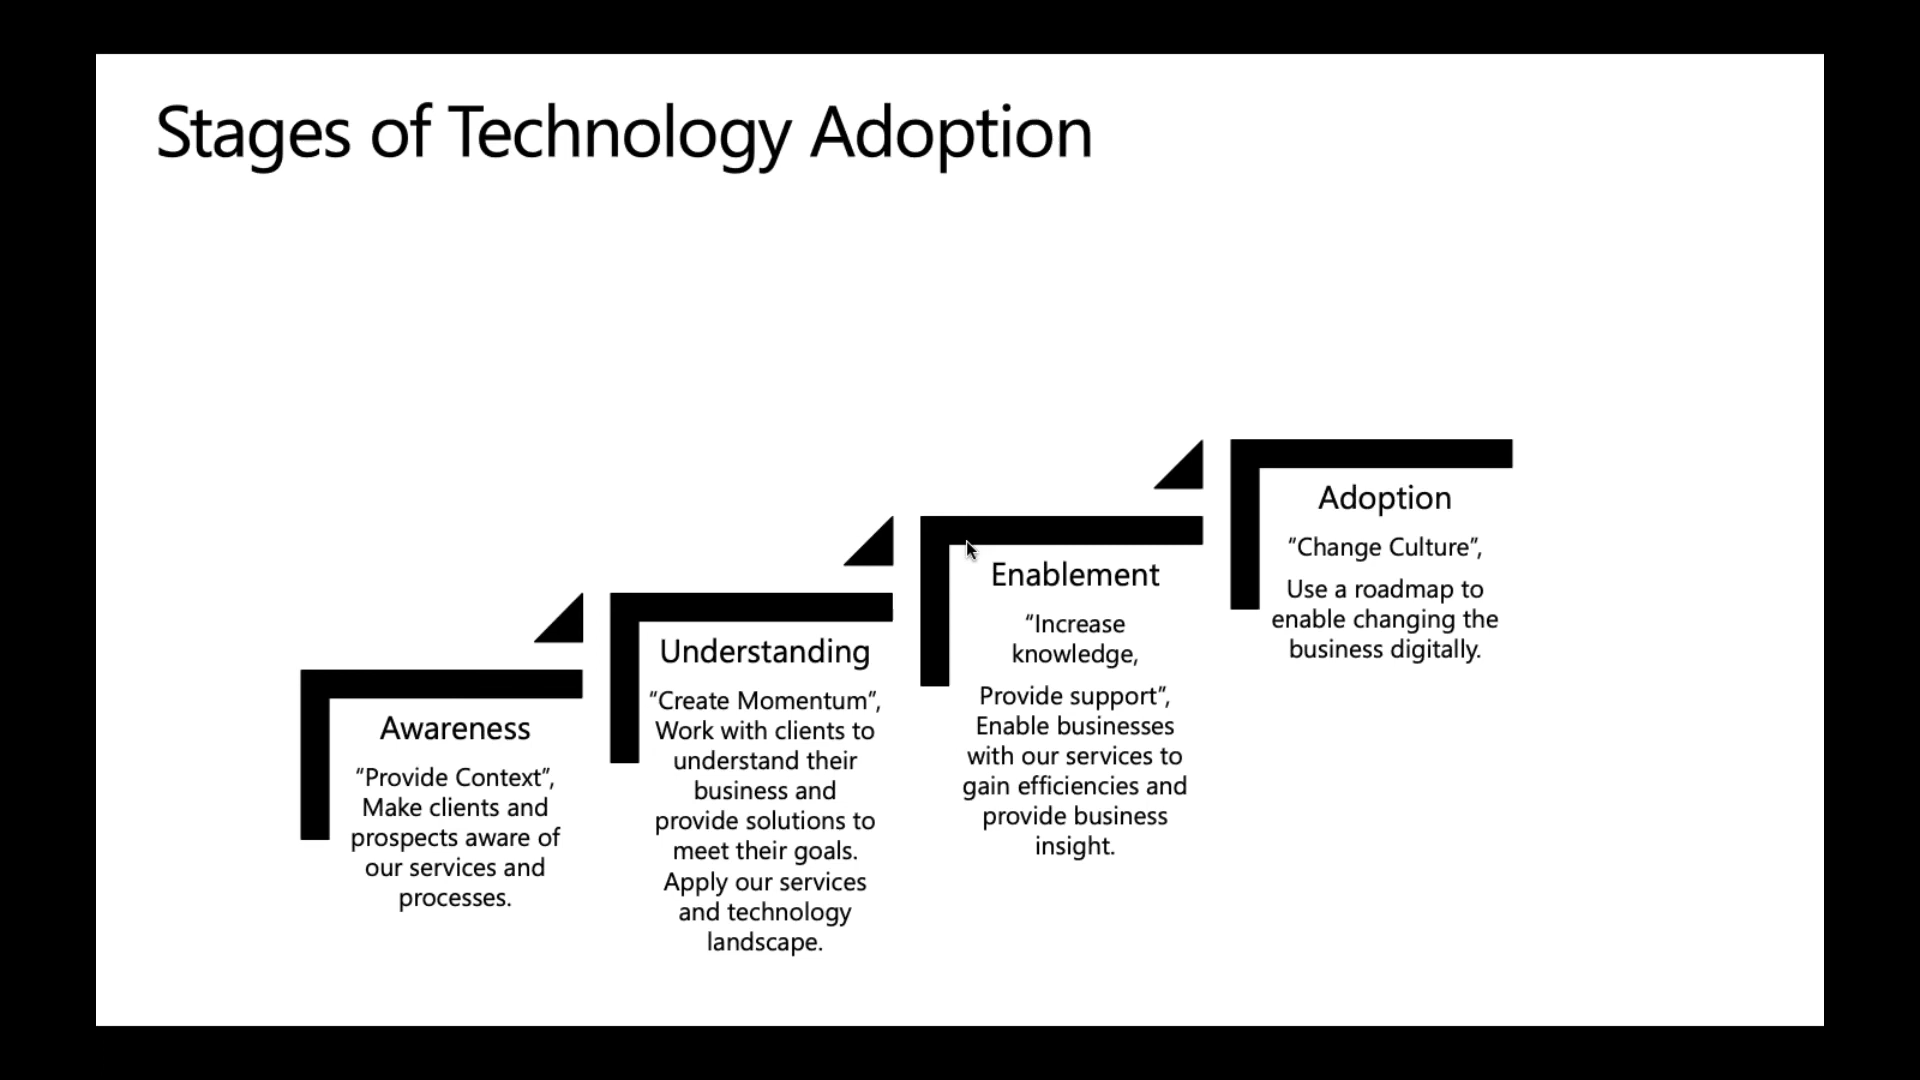 Stages of Technology Adoption
Awareness
“Provide Context”,
Make clients and
prospects aware of
our services and
processes.
Understanding
“Create Momentum”,
Work with clients to
understand their
business and
provide solutions to
meet their goals.
Apply our services
and technology
landscape.
Enablement
“Increase
knowledge,
Provide support”,
Enable businesses
with our services to
gain efficiencies and
provide business
insight.
Adoption
“Change Culture”,
Use a roadmap to
enable changing the
business digitally.